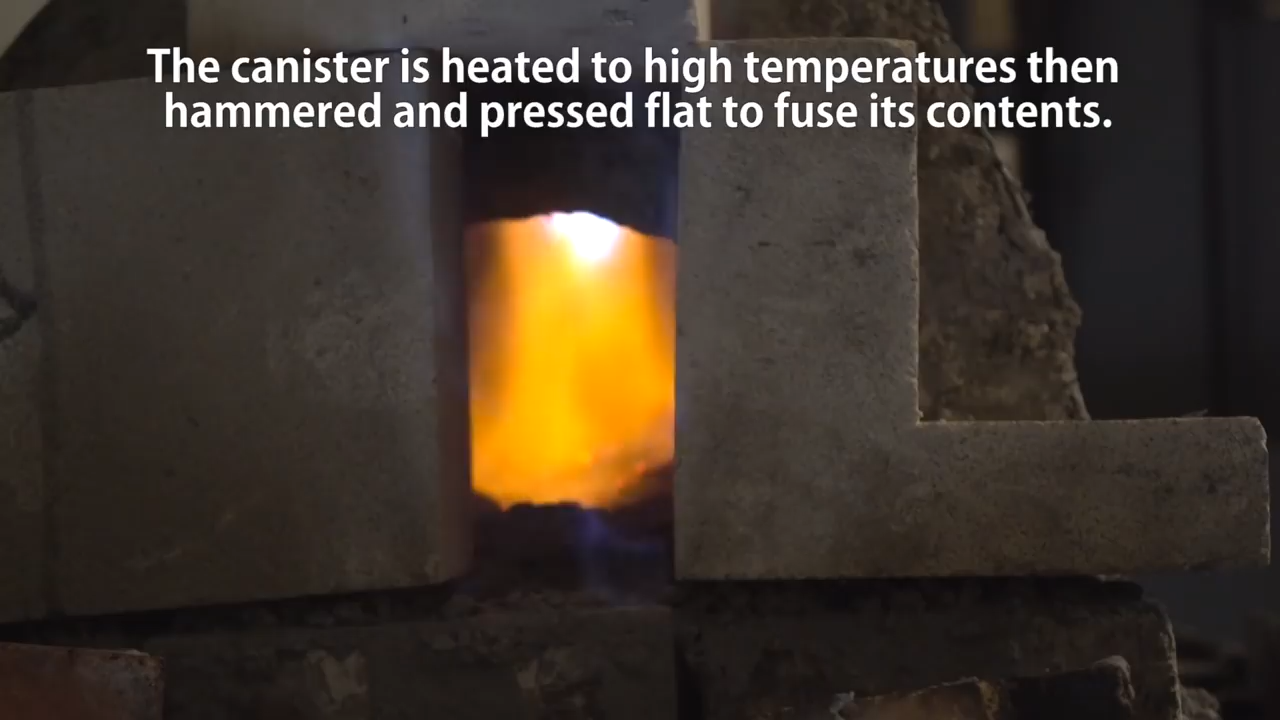 The canister is heated to high temperatures then
hammered and pressed flat to fuse its contents.